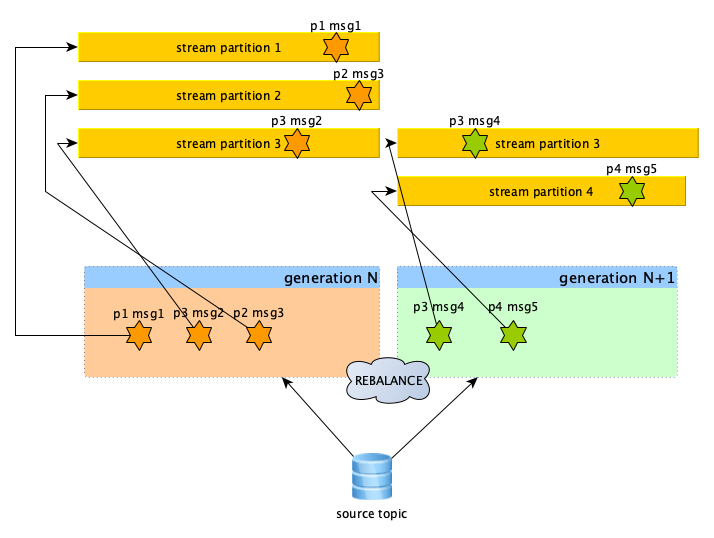 p1 msg1
stream partition 1
p2 msg3
stream partition 2
p3 msg2
stream partition 3
p3 msg4
stream partition 3
p4 msg5
stream partition 4
generation N
generation N+1
p1 msg1
p3 msg2
p2 msg3
p3 msg4
p4 msg5
REBALANCE
source topic